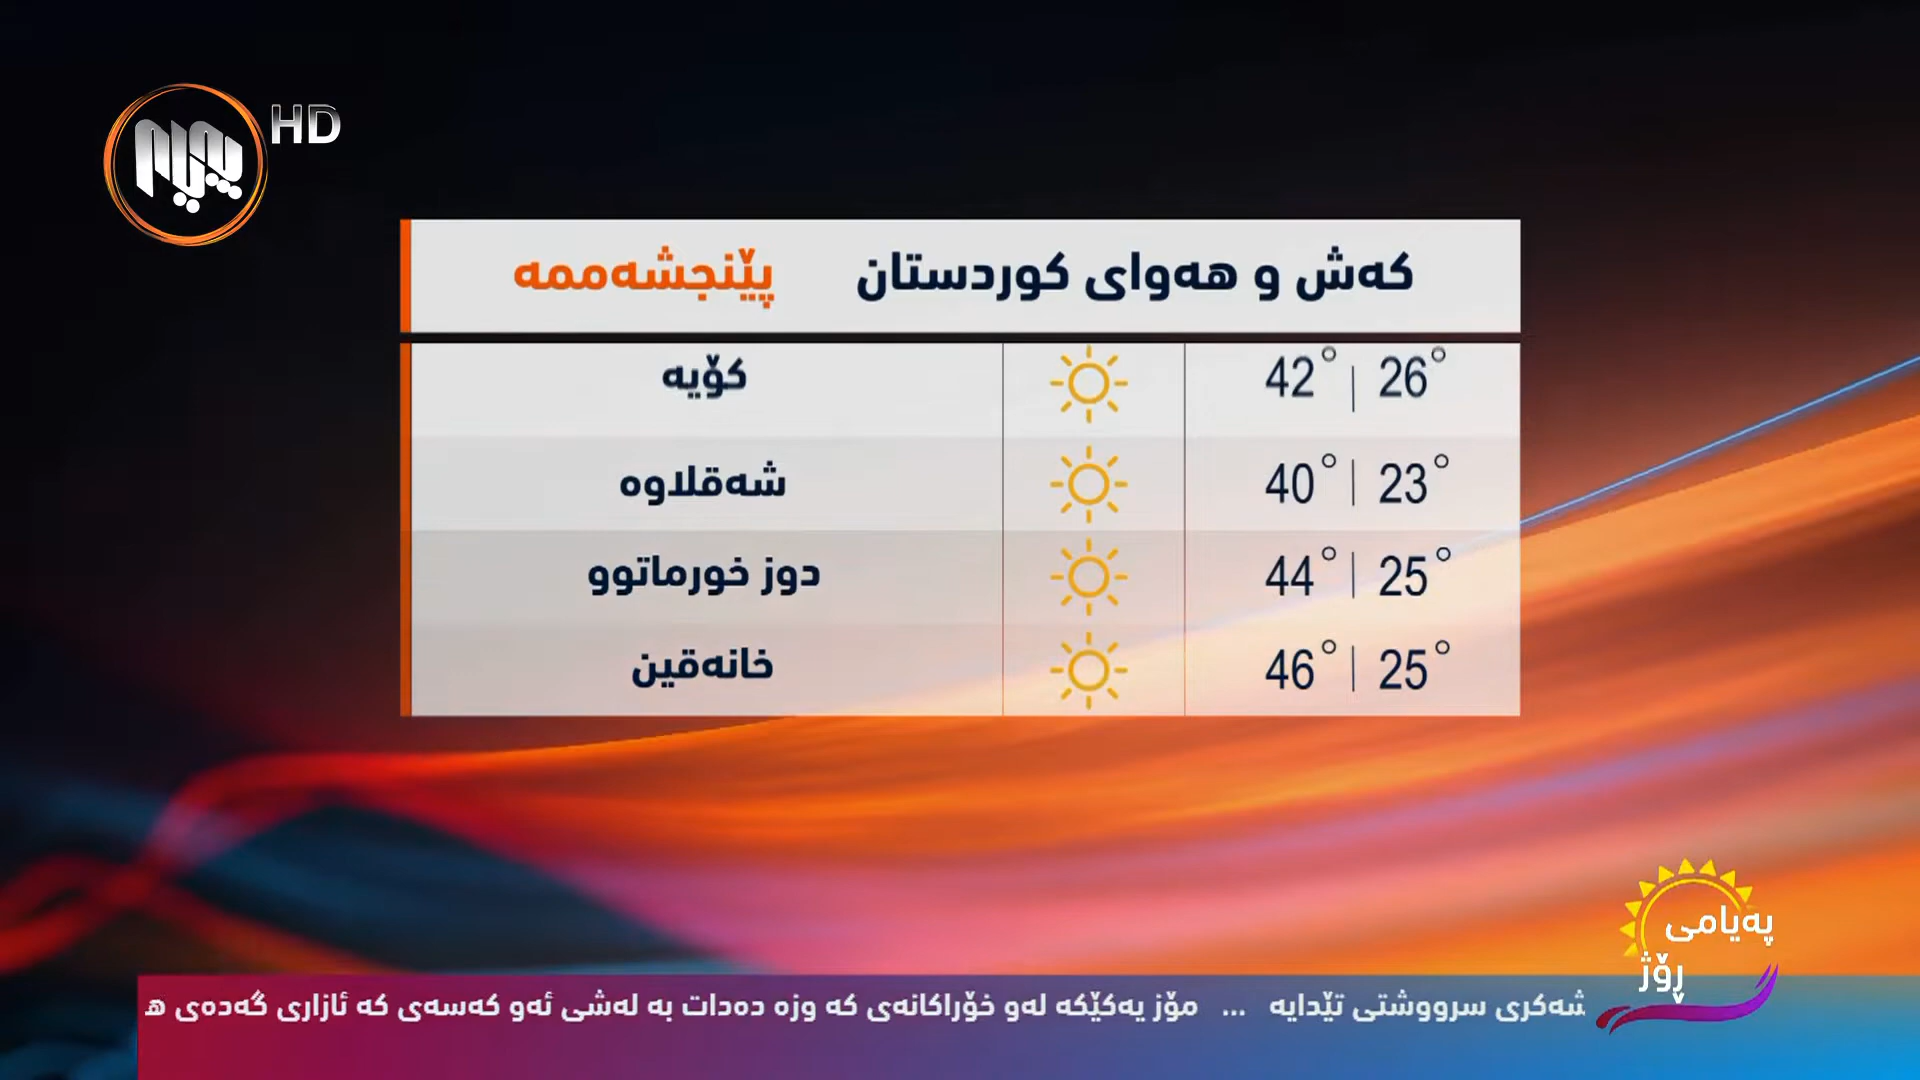 پەیام HD
کەش و هەوای کوردستان پێنجشەممە
کۆیە 42° | 26°
شەقلاوە 40° | 23°
دوز خورماتوو 44° | 25°
خانەقین 46° | 25°
پەیامی
ڕۆژ
شەکری سرووشتی تێدایە ... مۆز یەکێکە لەو خۆراکانەی کە وزە دەدات بە لەشی ئەو کەسەی کە ئازاری گەدەی ه